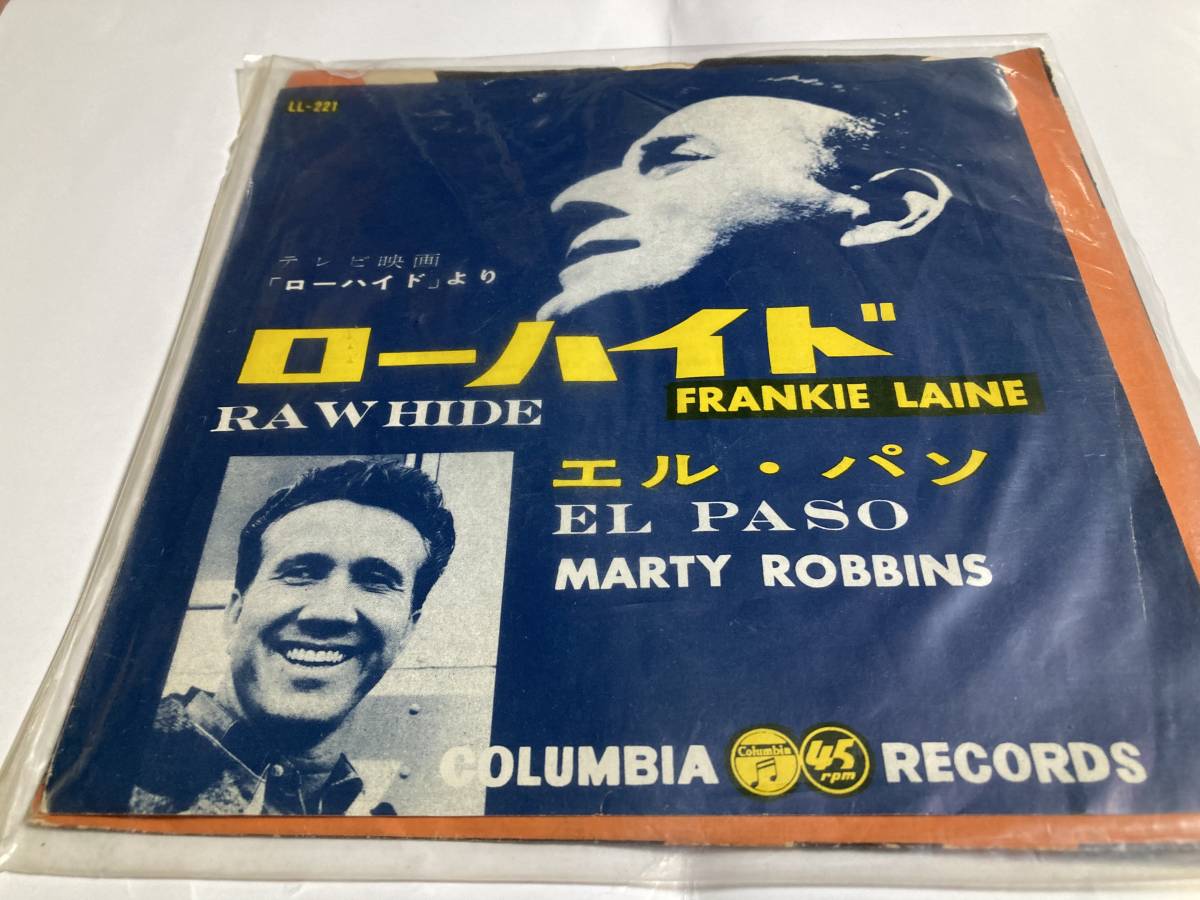 LL-221
テレビ映画
「ローハイド」より
ローハイド
FRANKIE LAINE
RAWHIDE
エル・パソ
EL PASO
MARTY ROBBINS
COLUMBIA Columbia 45 rpm RECORDS